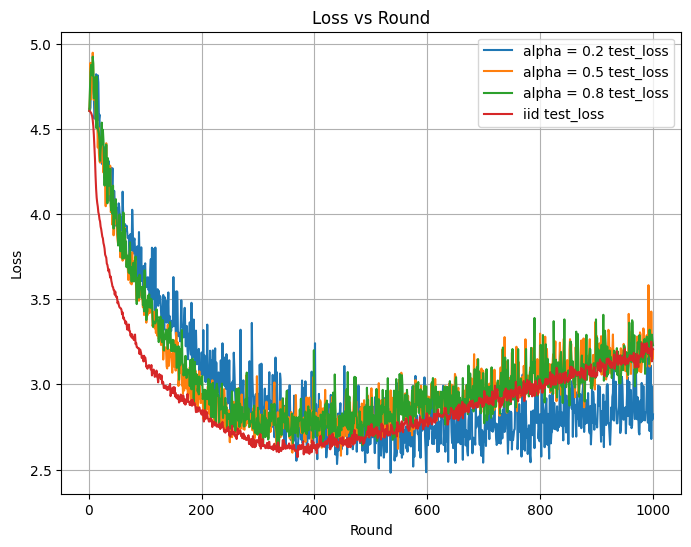 Loss vs Round
alpha = 0.2 test_loss
alpha = 0.5 test_loss
alpha = 0.8 test_loss
iid test_loss
5.0
4.5
4.0
3.5
3.0
2.5
Loss
0 200 400 600 800 1000
Round